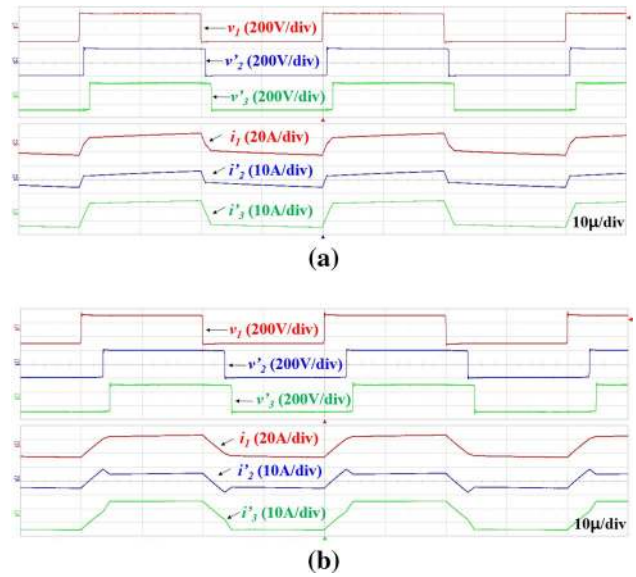 v1 (200V/div)
v'2 (200V/div)
v'3 (200V/div)
i1 (20A/div)
i'2 (10A/div)
i'3 (10A/div)
10µ/div
(a)
v1 (200V/div)
v'2 (200V/div)
v'3 (200V/div)
i1 (20A/div)
i'2 (10A/div)
i'3 (10A/div)
10µ/div
(b)